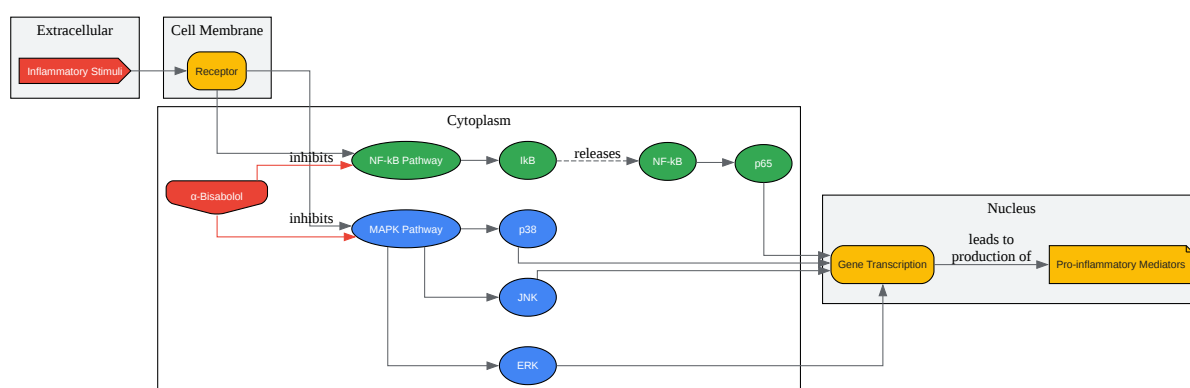 Extracellular
Cell Membrane
Inflammatory Stimuli
Receptor
Cytoplasm
inhibits
NF-kB Pathway
IkB
releases
NF-kB
p65
α-Bisabolol
inhibits
MAPK Pathway
p38
JNK
ERK
Nucleus
Gene Transcription
leads to
production of
Pro-inflammatory Mediators